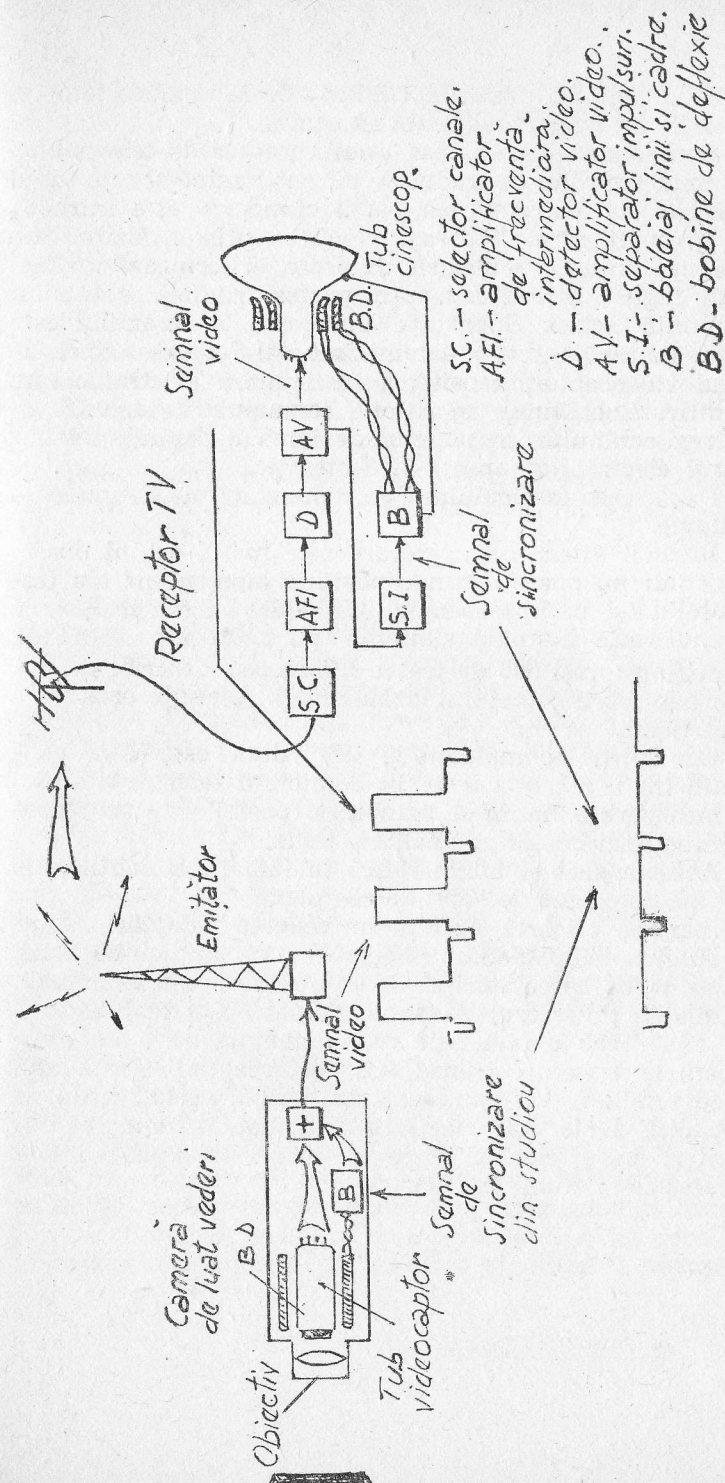 Obiectiv
Cameră
de luat vederi
B D
Tub
videocaptor
B
+
Semnal
de
sincronizare
din studiou
Semnal
video
Emițător
Receptor TV
S.C.
AFI
D
AV
S.I
B
Semnal
video
B.D.
Tub
cinescop.
Semnal
de
sincronizare
S.C. – selector canale.
AFI. – amplificator
de frecvență
intermediară.
D – detector video.
AV – amplificator video.
S.I. – separator impulsuri.
B – baleiaj linii și cadre.
B.D – bobine de deflexie